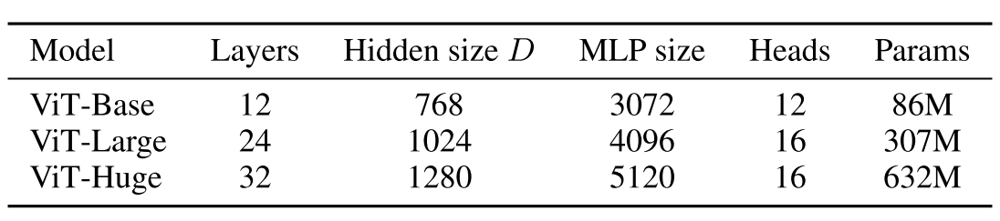 Model Layers Hidden size D MLP size Heads Params
ViT-Base 12 768 3072 12 86M
ViT-Large 24 1024 4096 16 307M
ViT-Huge 32 1280 5120 16 632M